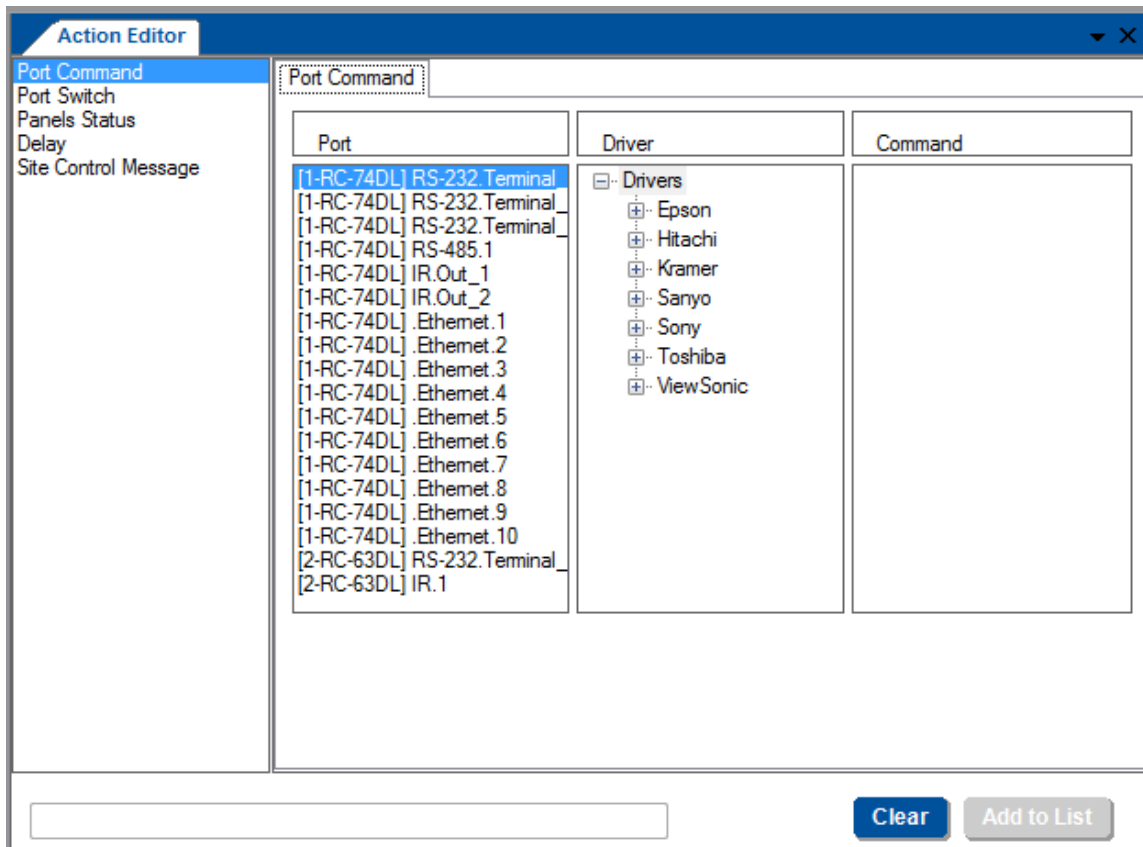 Action Editor
Port Command
Port Switch
Panels Status
Delay
Site Control Message
Port Command
Port
[1-RC-74DL] RS-232.Terminal_
[1-RC-74DL] RS-232.Terminal_
[1-RC-74DL] RS-232.Terminal_
[1-RC-74DL] RS-485.1
[1-RC-74DL] IR.Out_1
[1-RC-74DL] IR.Out_2
[1-RC-74DL] .Ethernet.1
[1-RC-74DL] .Ethernet.2
[1-RC-74DL] .Ethernet.3
[1-RC-74DL] .Ethernet.4
[1-RC-74DL] .Ethernet.5
[1-RC-74DL] .Ethernet.6
[1-RC-74DL] .Ethernet.7
[1-RC-74DL] .Ethernet.8
[1-RC-74DL] .Ethernet.9
[1-RC-74DL] .Ethernet.10
[2-RC-63DL] RS-232.Terminal_
[2-RC-63DL] IR.1
Driver
Drivers
Epson
Hitachi
Kramer
Sanyo
Sony
Toshiba
ViewSonic
Command
Clear
Add to List